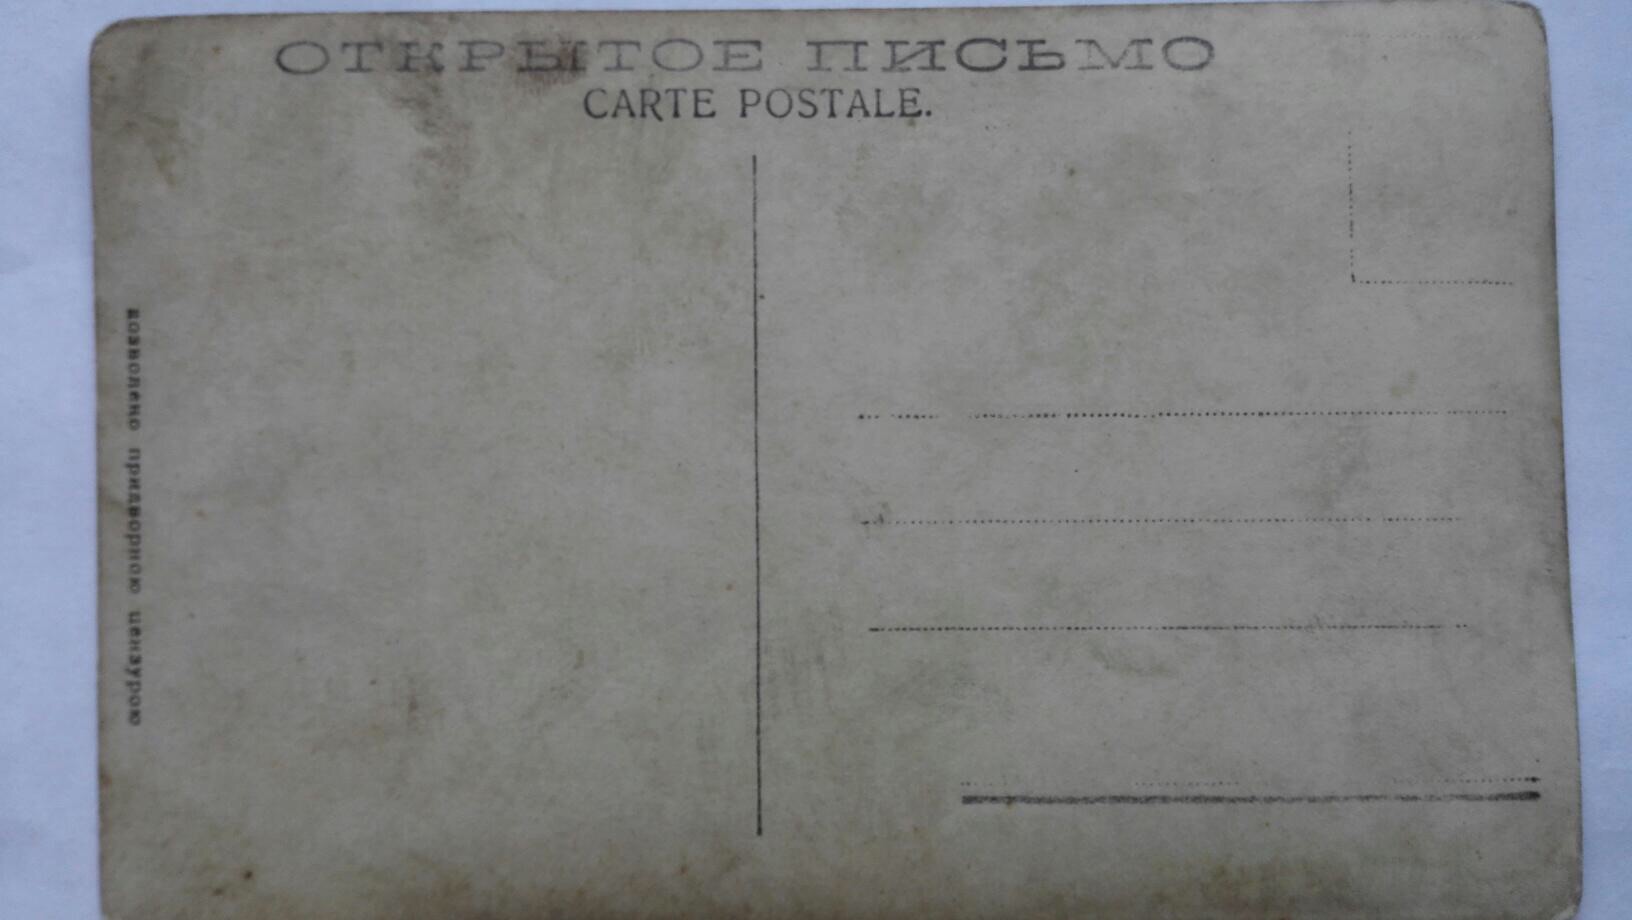 ОТКРЫТОЕ ПИСЬМО
CARTE POSTALE.
дозволено придворною цензурою